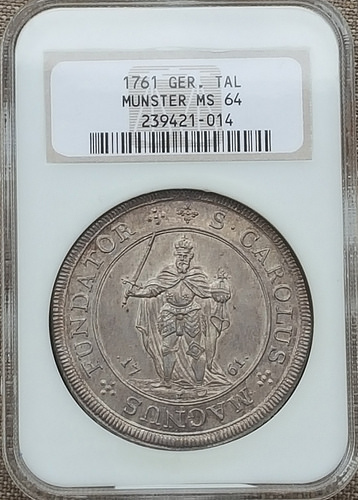 1761 GER. TAL
MUNSTER MS 64
239421-014
S·CAROLUS MAGNUS FUNDATOR
17 61